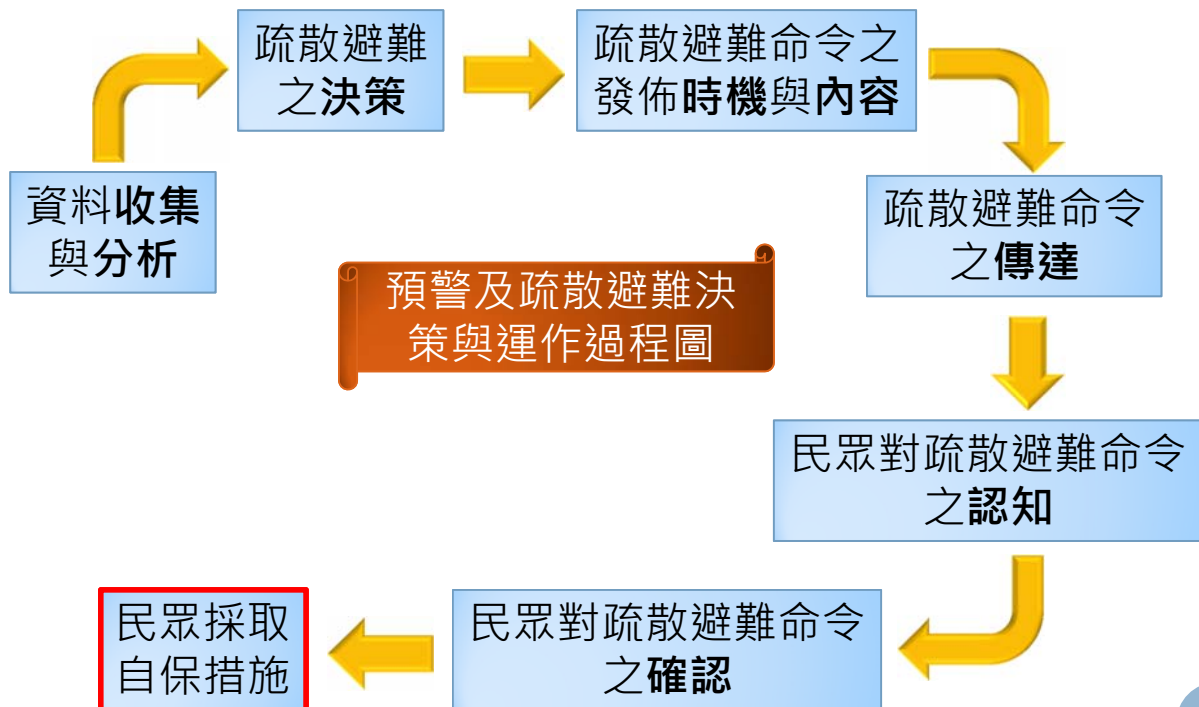 疏散避難
之決策
疏散避難命令之
發佈時機與內容
資料收集
與分析
疏散避難命令
之傳達
預警及疏散避難決
策與運作過程圖
民眾對疏散避難命令
之認知
民眾對疏散避難命令
之確認
民眾採取
自保措施